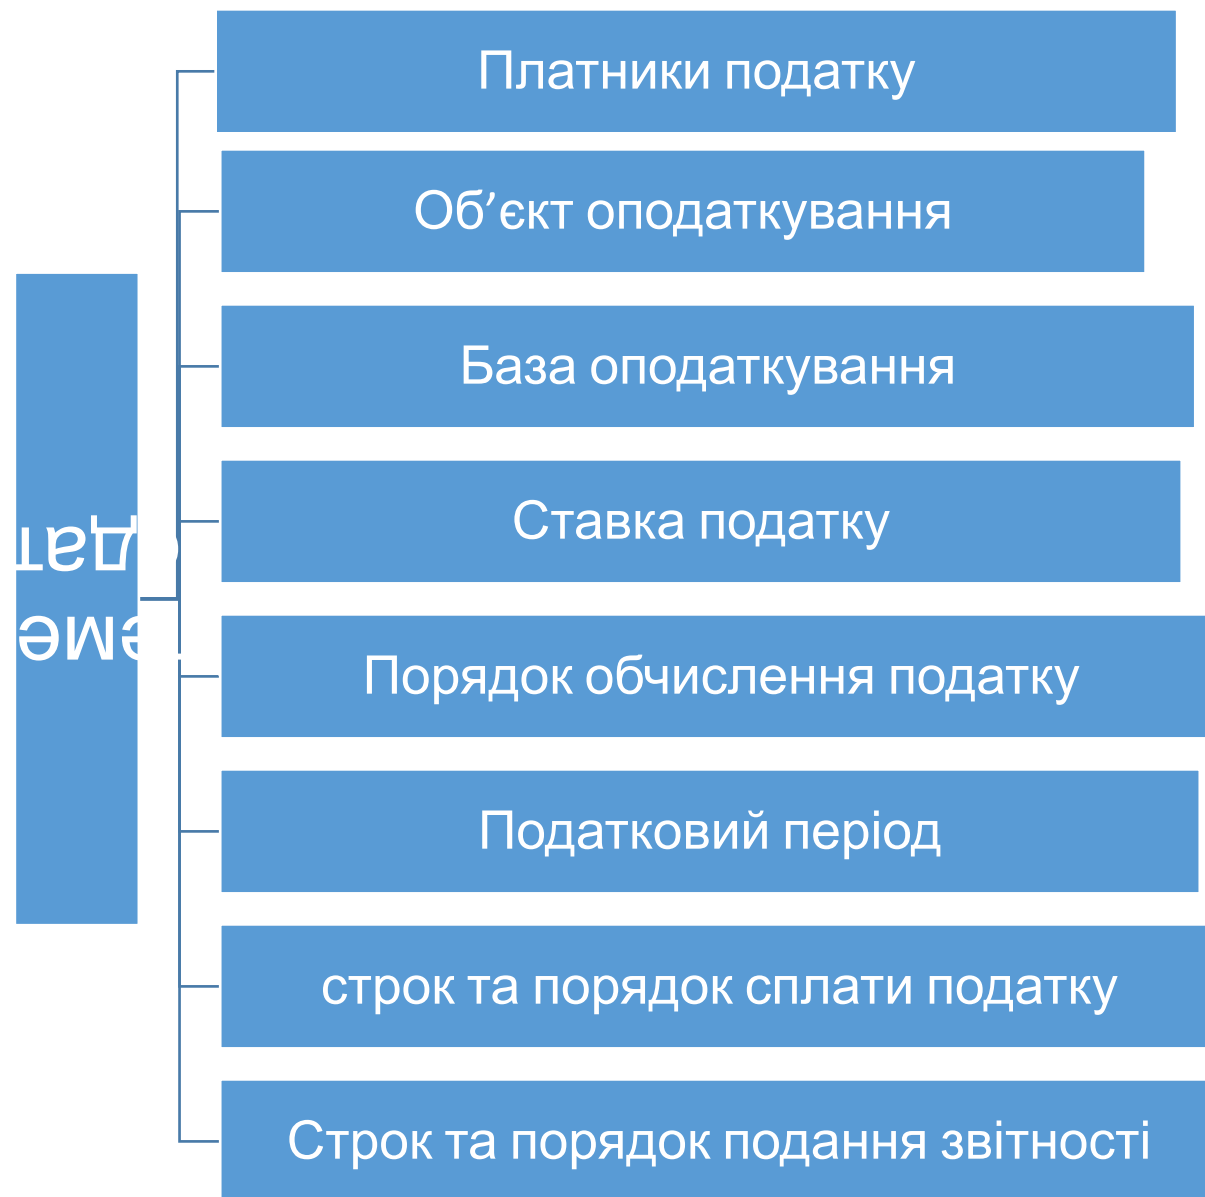 Платники податку
Об’єкт оподаткування
База оподаткування
Ставка податку
Порядок обчислення податку
Податковий період
строк та порядок сплати податку
Строк та порядок подання звітності